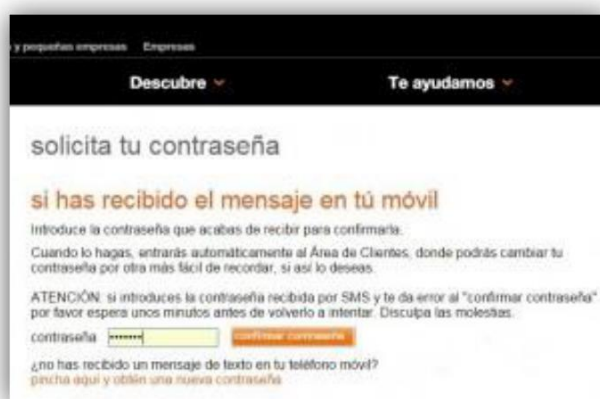 y pequeñas empresas Empresas
Descubre Te ayudamos
solicita tu contraseña
si has recibido el mensaje en tú móvil
Introduce la contraseña que acabas de recibir para confirmarla.
Cuando lo hagas, entrarás automáticamente al Área de Clientes, donde podrás cambiar tu
contraseña por otra más fácil de recordar, si así lo deseas.
ATENCIÓN: si introduces la contraseña recibida por SMS y te da error al "confirmar contraseña"
por favor espera unos minutos antes de volverlo a intentar. Disculpa las molestias.
contraseña confirmar contraseña
¿no has recibido un mensaje de texto en tu teléfono móvil?
pincha aquí y obtén una nueva contraseña